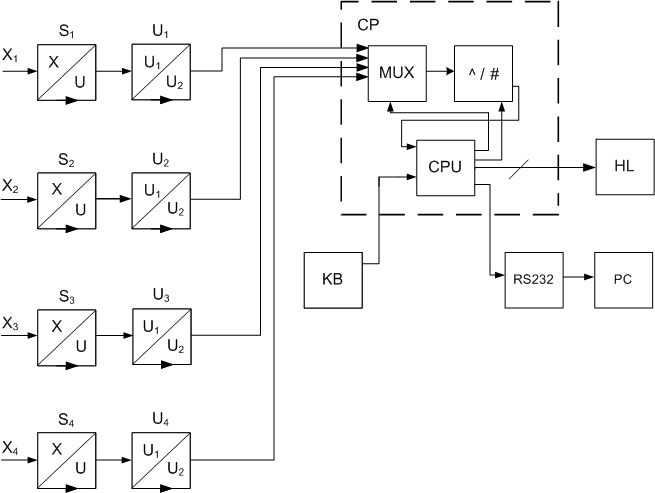 CP
S₁
U₁
X₁
X
U
U₁
U₂
MUX
^ / #
S₂
U₂
X₂
X
U
U₁
U₂
CPU
HL
KB
RS232
PC
S₃
U₃
X₃
X
U
U₁
U₂
S₄
U₄
X₄
X
U
U₁
U₂